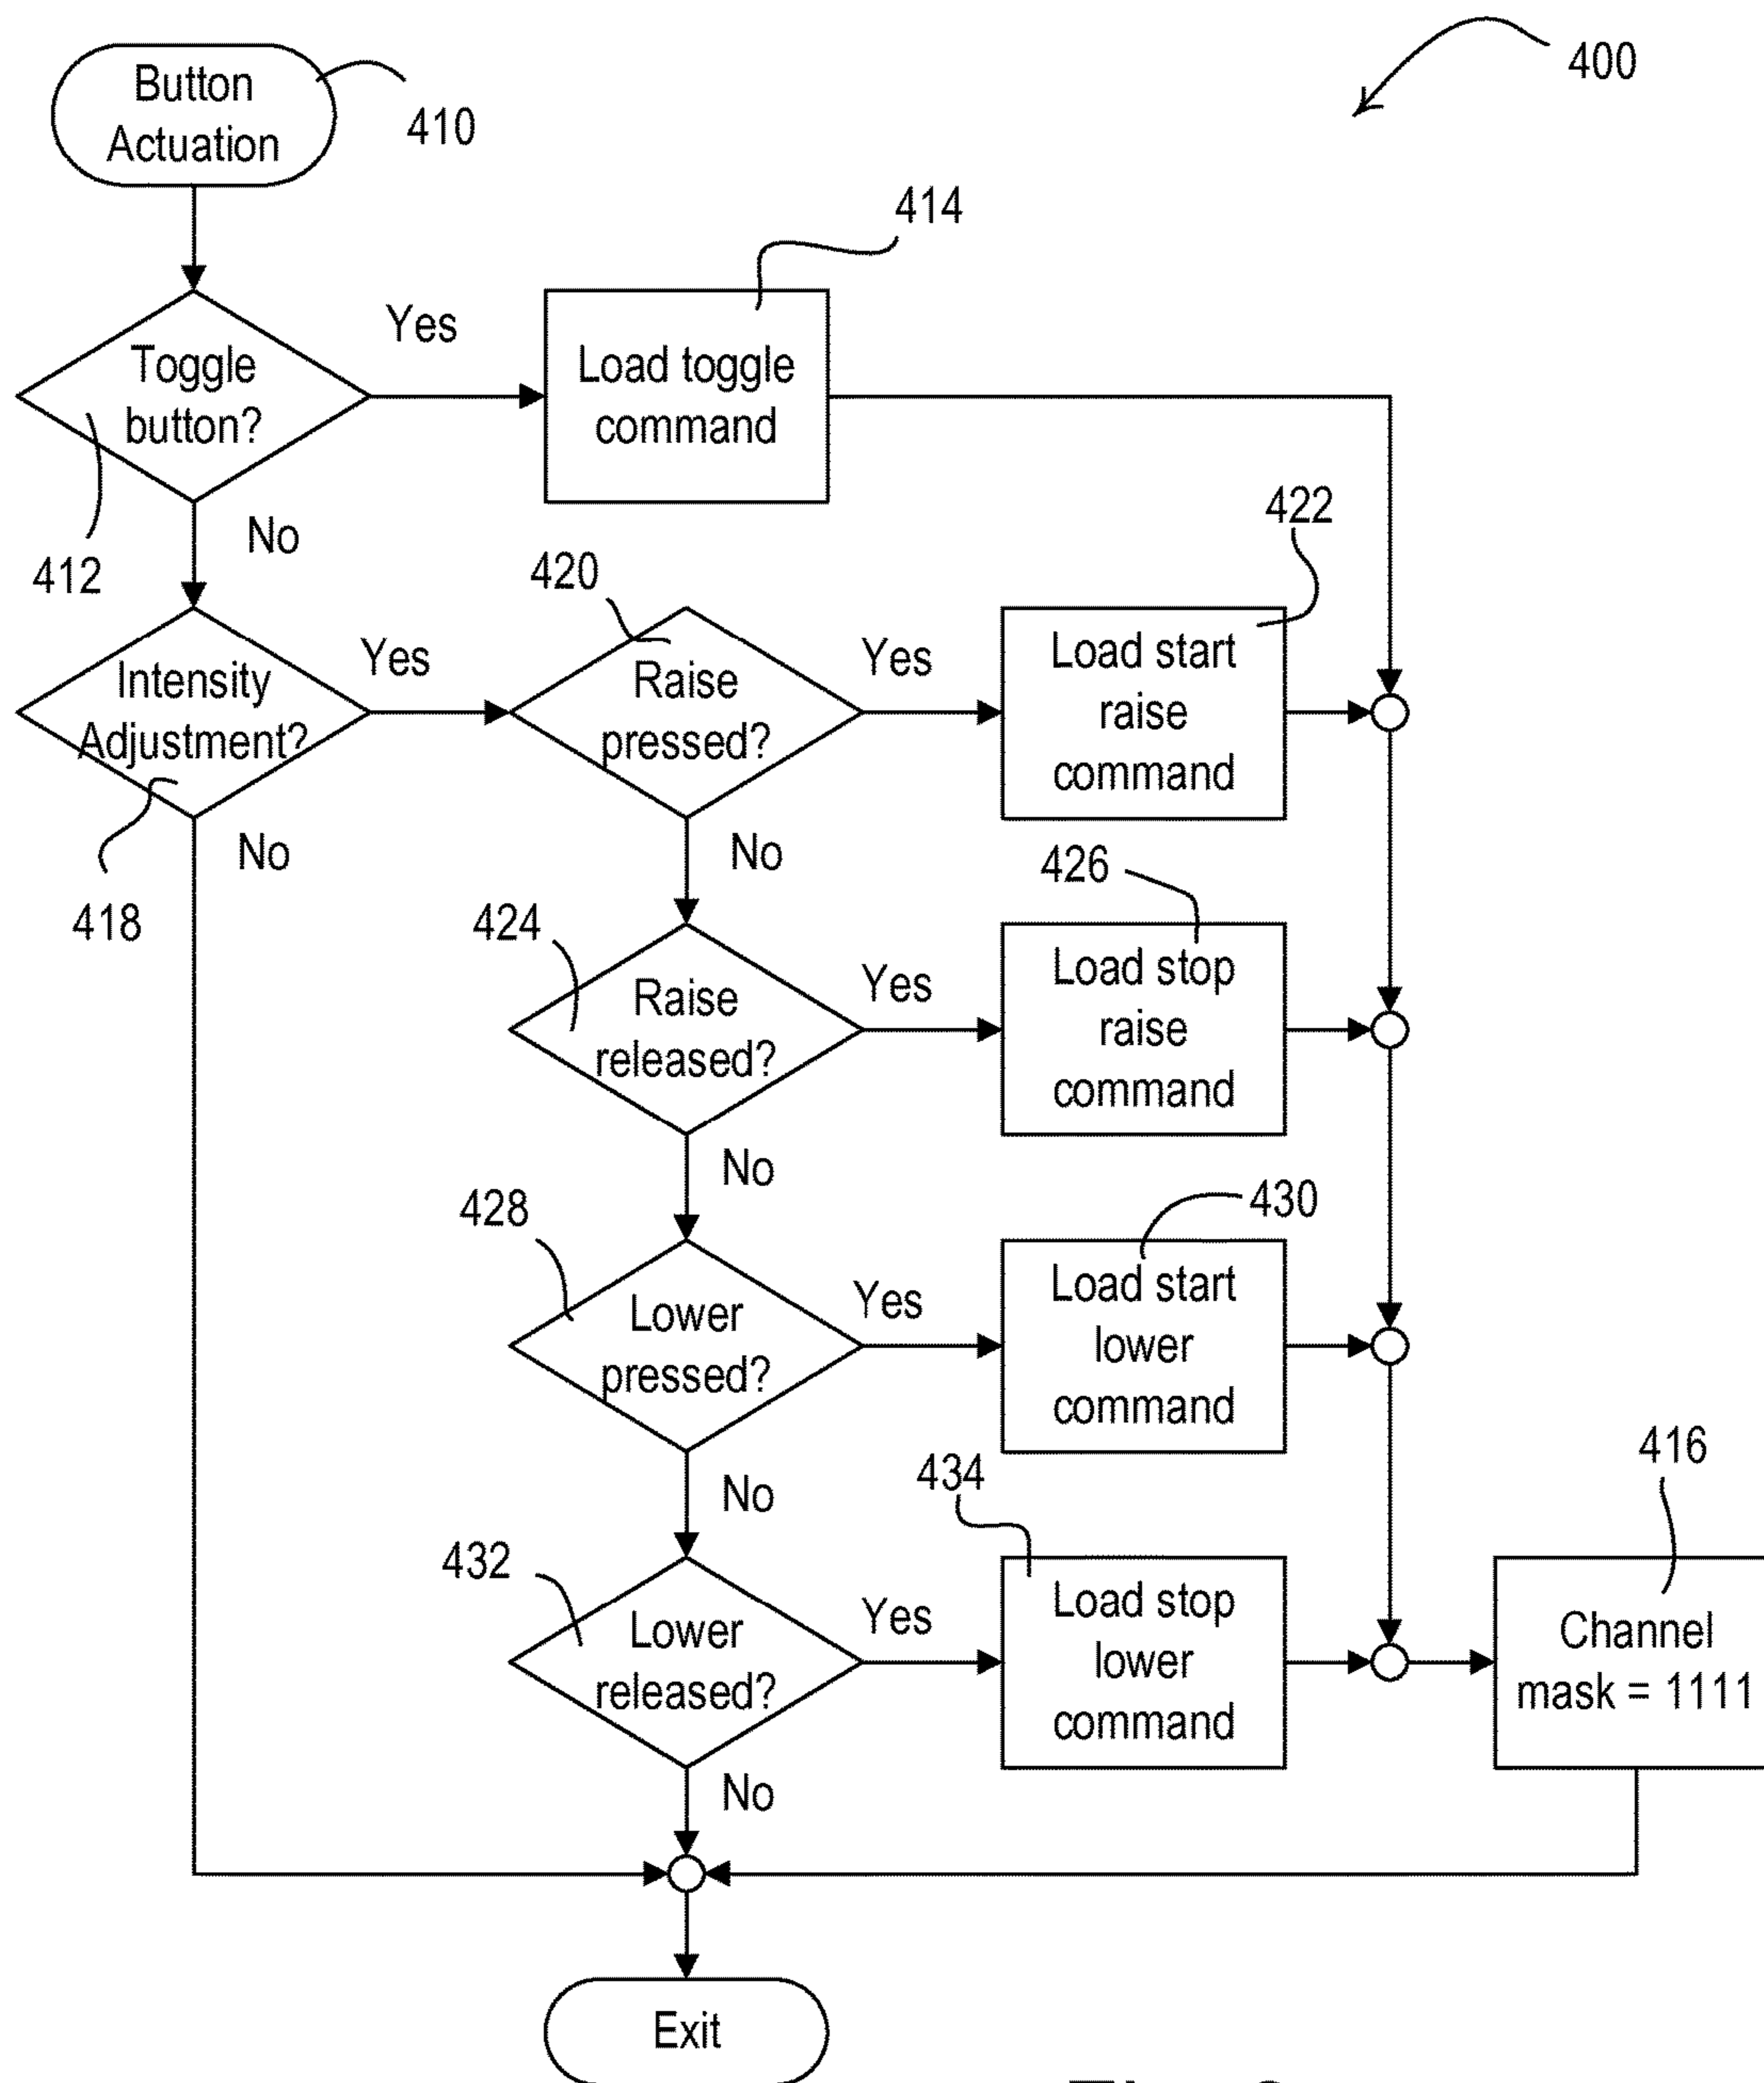 400
Button
Actuation
410
414
Toggle
button?
Yes
Load toggle
command
412
No
420
422
Intensity
Adjustment?
Yes
Raise
pressed?
Yes
Load start
raise
command
418
No
No
424
426
Raise
released?
Yes
Load stop
raise
command
No
428
430
Lower
pressed?
Yes
Load start
lower
command
No
432
434
416
Lower
released?
Yes
Load stop
lower
command
Channel
mask = 1111
No
Exit